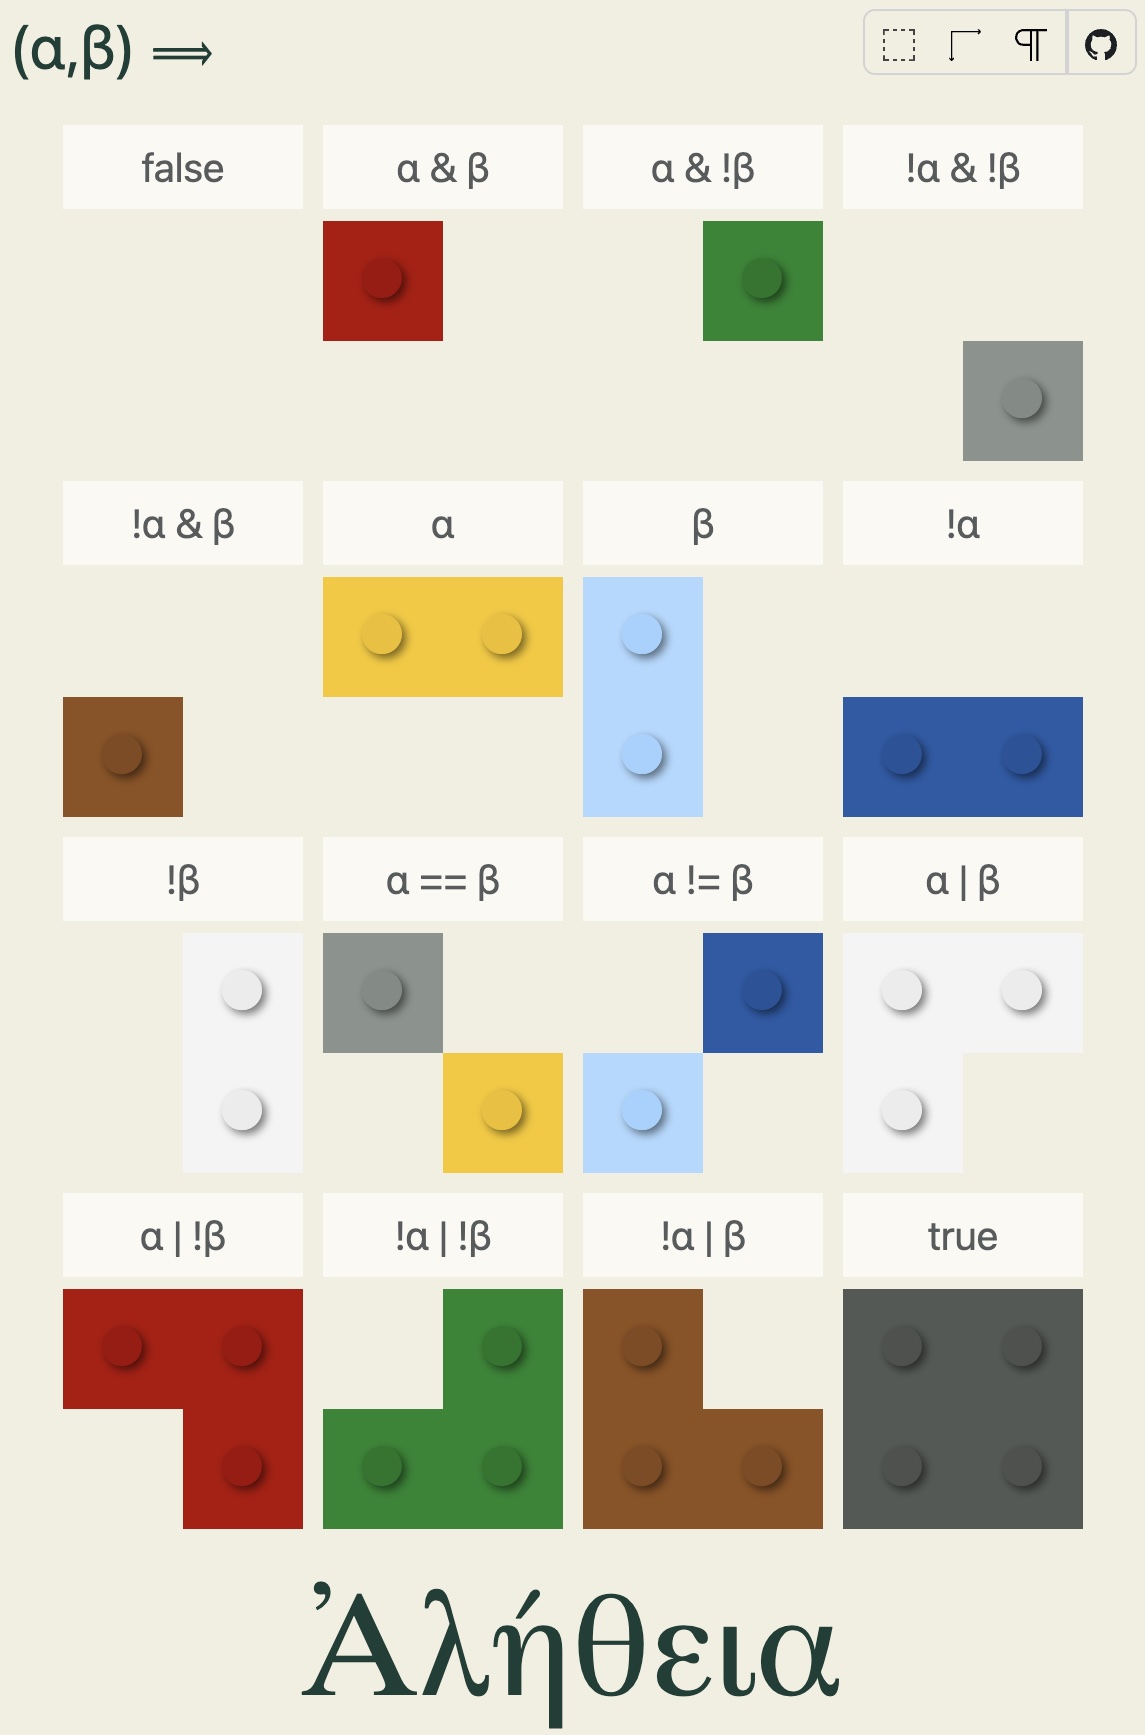 (α,β) ⟹ ¶
false α & β α & !β !α & !β
!α & β α β !α
!β α == β α != β α | β
α | !β !α | !β !α | β true
Ἀλήθεια